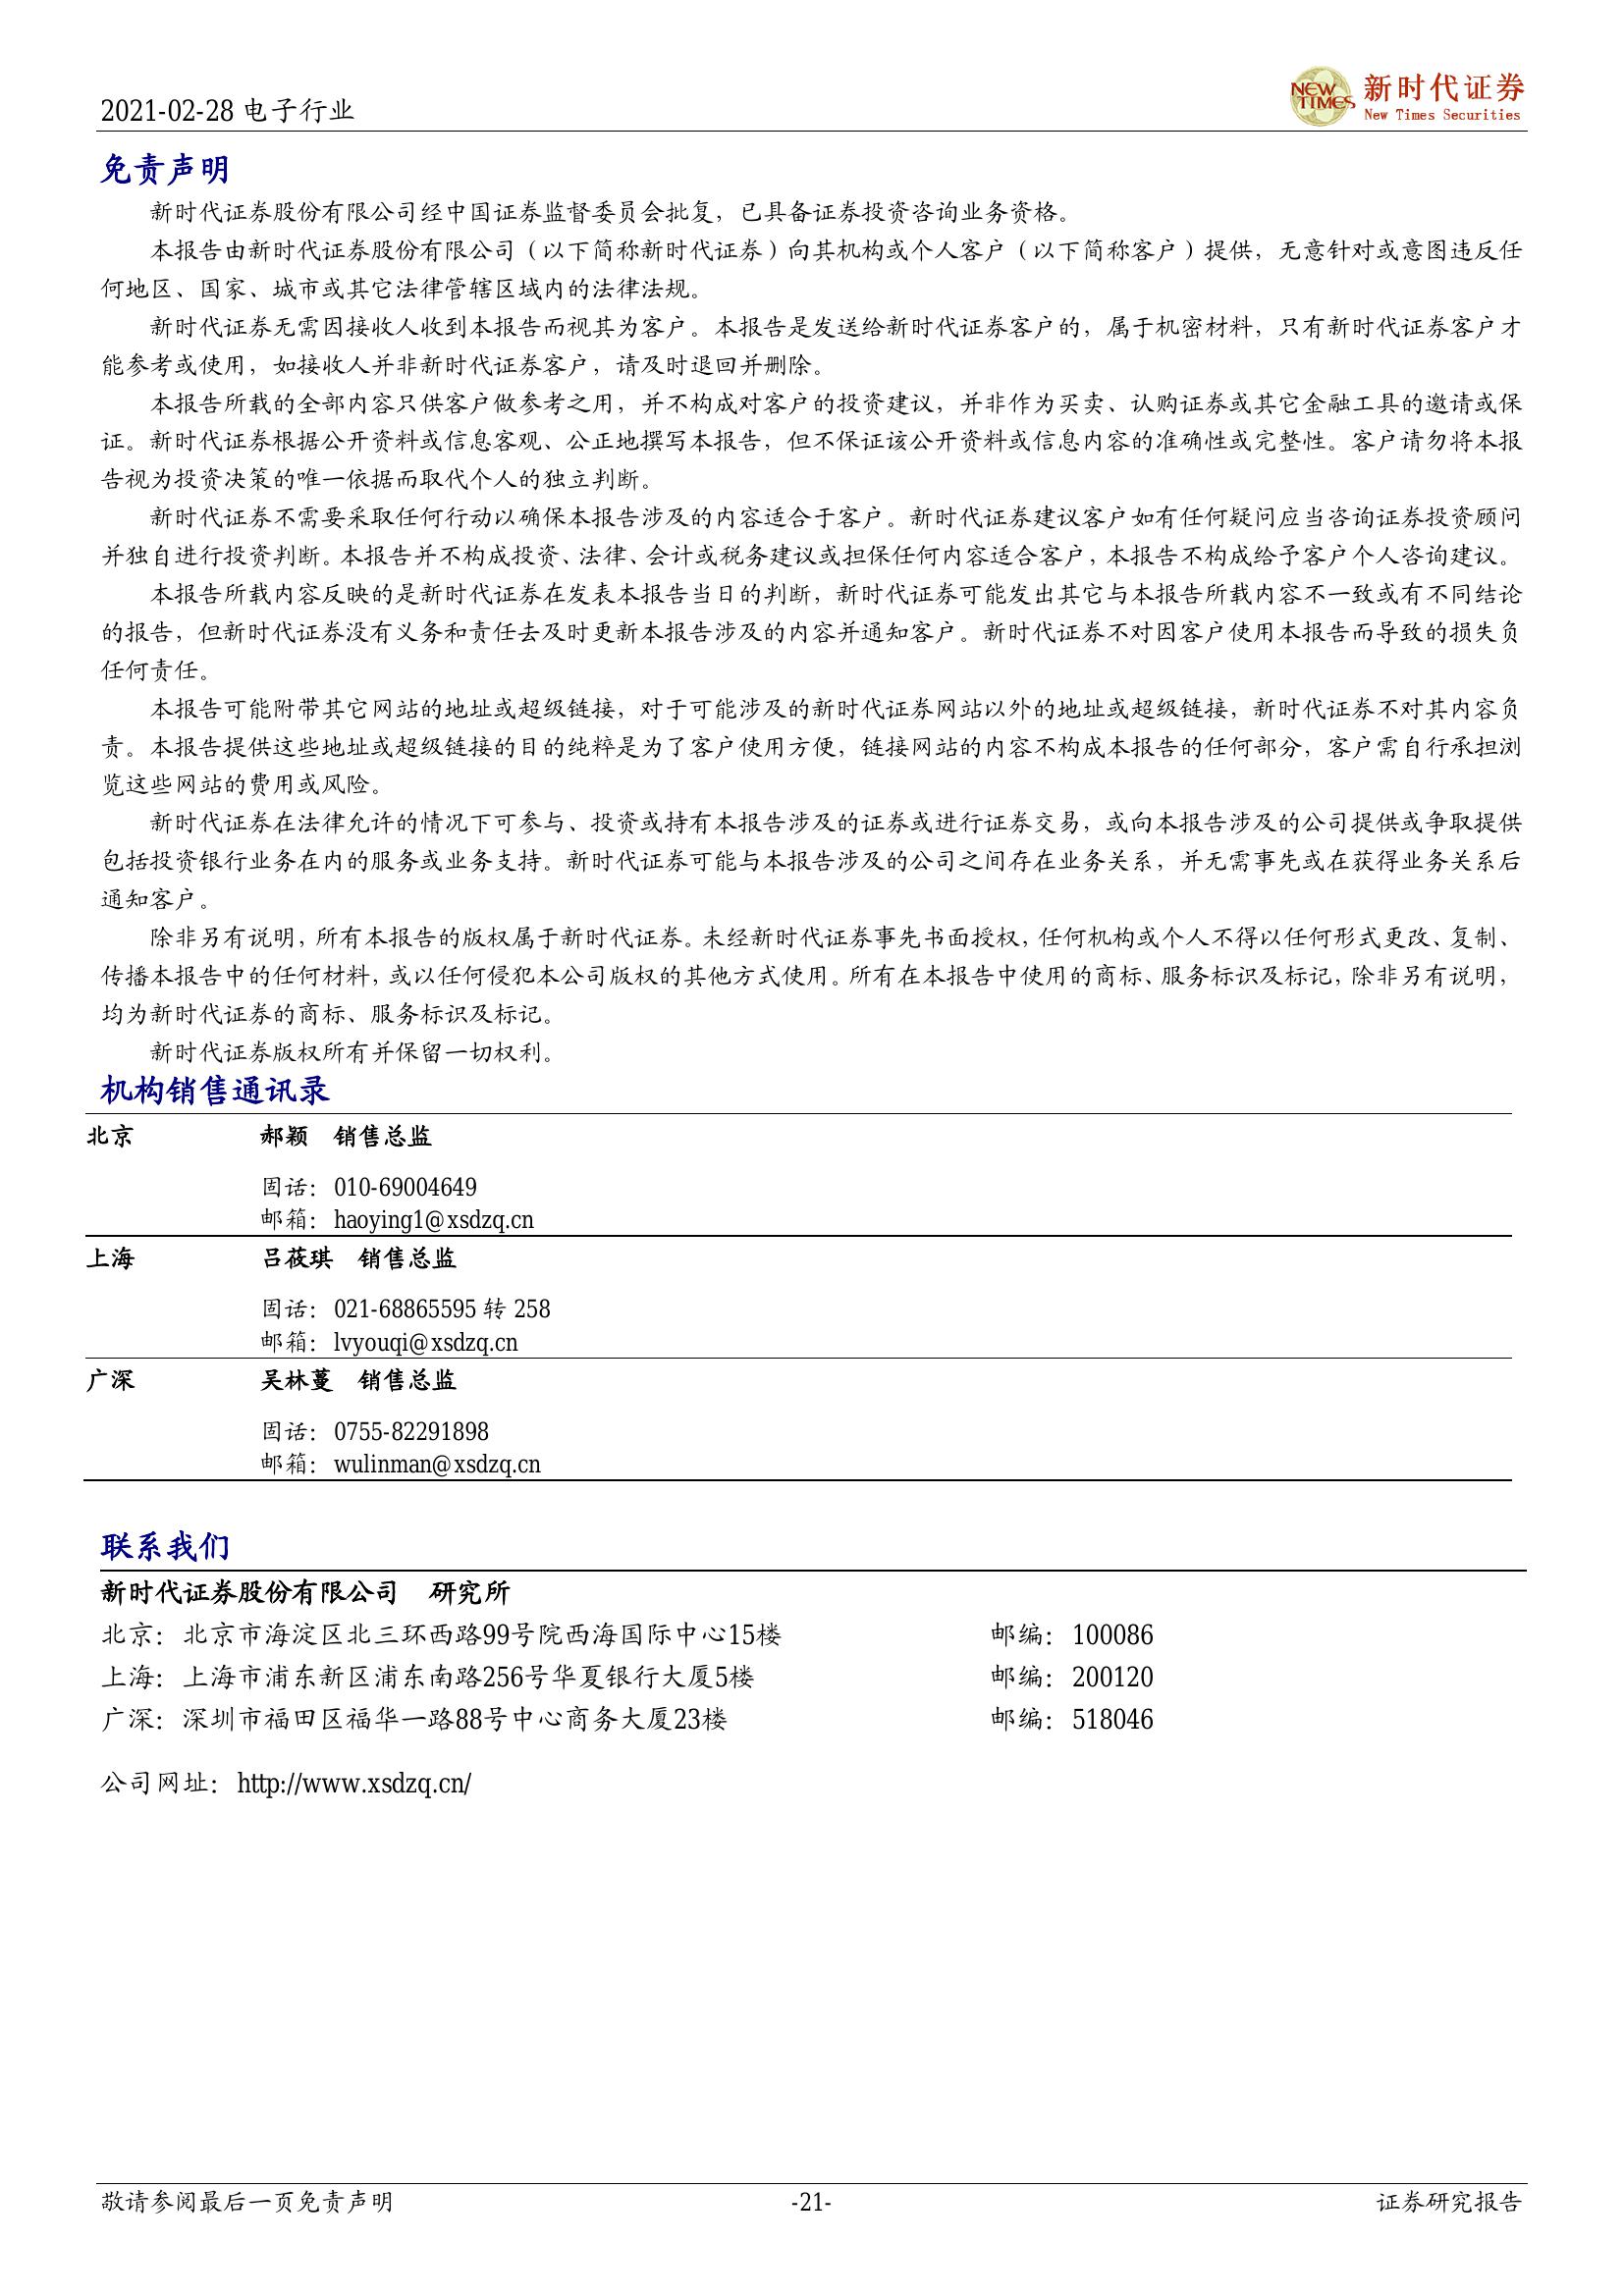 2021-02-28 电子行业
NEW TIMES
新时代证券
New Times Securities
免责声明
新时代证券股份有限公司经中国证券监督委员会批复，已具备证券投资咨询业务资格。
本报告由新时代证券股份有限公司（以下简称新时代证券）向其机构或个人客户（以下简称客户）提供，无意针对或意图违反任
何地区、国家、城市或其它法律管辖区域内的法律法规。
新时代证券无需因接收人收到本报告而视其为客户。本报告是发送给新时代证券客户的，属于机密材料，只有新时代证券客户才
能参考或使用，如接收人并非新时代证券客户，请及时退回并删除。
本报告所载的全部内容只供客户做参考之用，并不构成对客户的投资建议，并非作为买卖、认购证券或其它金融工具的邀请或保
证。新时代证券根据公开资料或信息客观、公正地撰写本报告，但不保证该公开资料或信息内容的准确性或完整性。客户请勿将本报
告视为投资决策的唯一依据而取代个人的独立判断。
新时代证券不需要采取任何行动以确保本报告涉及的内容适合于客户。新时代证券建议客户如有任何疑问应当咨询证券投资顾问
并独自进行投资判断。本报告并不构成投资、法律、会计或税务建议或担保任何内容适合客户，本报告不构成给予客户个人咨询建议。
本报告所载内容反映的是新时代证券在发表本报告当日的判断，新时代证券可能发出其它与本报告所载内容不一致或有不同结论
的报告，但新时代证券没有义务和责任去及时更新本报告涉及的内容并通知客户。新时代证券不对因客户使用本报告而导致的损失负
任何责任。
本报告可能附带其它网站的地址或超级链接，对于可能涉及的新时代证券网站以外的地址或超级链接，新时代证券不对其内容负
责。本报告提供这些地址或超级链接的目的纯粹是为了客户使用方便，链接网站的内容不构成本报告的任何部分，客户需自行承担浏
览这些网站的费用或风险。
新时代证券在法律允许的情况下可参与、投资或持有本报告涉及的证券或进行证券交易，或向本报告涉及的公司提供或争取提供
包括投资银行业务在内的服务或业务支持。新时代证券可能与本报告涉及的公司之间存在业务关系，并无需事先或在获得业务关系后
通知客户。
除非另有说明，所有本报告的版权属于新时代证券。未经新时代证券事先书面授权，任何机构或个人不得以任何形式更改、复制、
传播本报告中的任何材料，或以任何侵犯本公司版权的其他方式使用。所有在本报告中使用的商标、服务标识及标记，除非另有说明，
均为新时代证券的商标、服务标识及标记。
新时代证券版权所有并保留一切权利。
机构销售通讯录
北京 郝颖 销售总监
固话：010-69004649
邮箱：haoying1@xsdzq.cn
上海 吕莜琪 销售总监
固话：021-68865595 转 258
邮箱：lvyouqi@xsdzq.cn
广深 吴林蔓 销售总监
固话：0755-82291898
邮箱：wulinman@xsdzq.cn
联系我们
新时代证券股份有限公司 研究所
北京：北京市海淀区北三环西路99号院西海国际中心15楼 邮编：100086
上海：上海市浦东新区浦东南路256号华夏银行大厦5楼 邮编：200120
广深：深圳市福田区福华一路88号中心商务大厦23楼 邮编：518046
公司网址：http://www.xsdzq.cn/
敬请参阅最后一页免责声明 -21- 证券研究报告